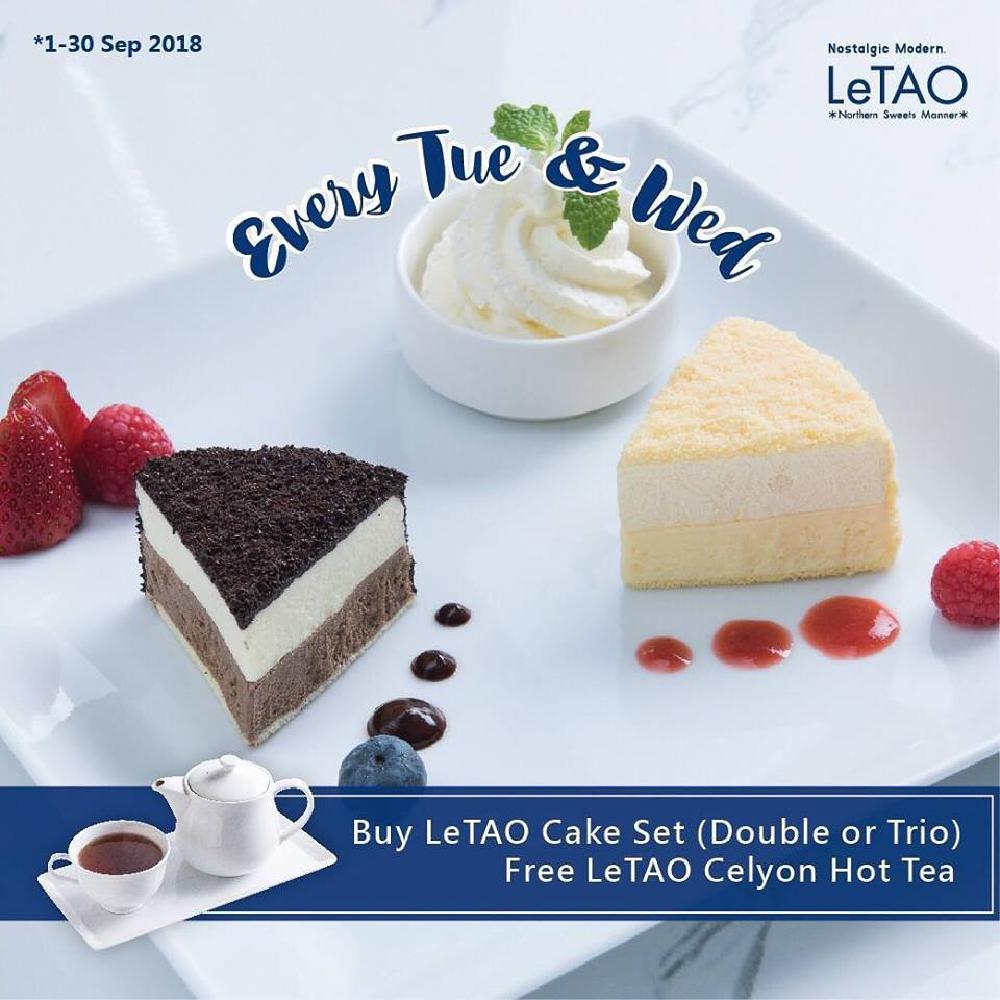 *1-30 Sep 2018
Nostalgic Modern.
LeTAO
*Northern Sweets Manner*
Every Tue & Wed
Buy LeTAO Cake Set (Double or Trio)
Free LeTAO Celyon Hot Tea